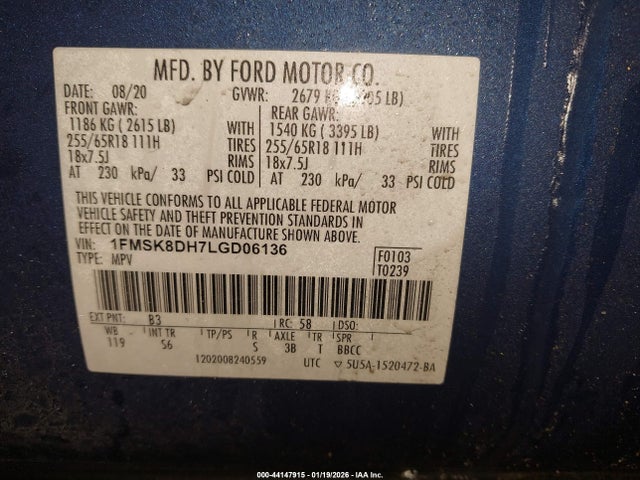 MFD. BY FORD MOTOR CO.
DATE: 08/20 GVWR: 2679 LB)
FRONT GAWR: REAR GAWR:
1186 KG ( 2615 LB) WITH 1540 KG ( 3395 LB) WITH
255/65R18 111H TIRES 255/65R18 111H TIRES
18x7.5J RIMS 18x7.5J RIMS
AT 230 kPa/ 33 PSI COLD AT 230 kPa/ 33 PSI COLD
THIS VEHICLE CONFORMS TO ALL APPLICABLE FEDERAL MOTOR
VEHICLE SAFETY AND THEFT PREVENTION STANDARDS IN
EFFECT ON THE DATE OF MANUFACTURE SHOWN ABOVE.
VIN: 1FMSK8DH7LGD06136 F0103
TYPE: MPV T0239
EXT PNT: B3 RC: 58 DSO:
WB INT TR TP/PS R AXLE TR SPR
119 56 S 3B T BBCC
1202008240559 UTC ▽ 5U5A-1520472-BA
000-44147915 - 01/19/2026 - IAA Inc.